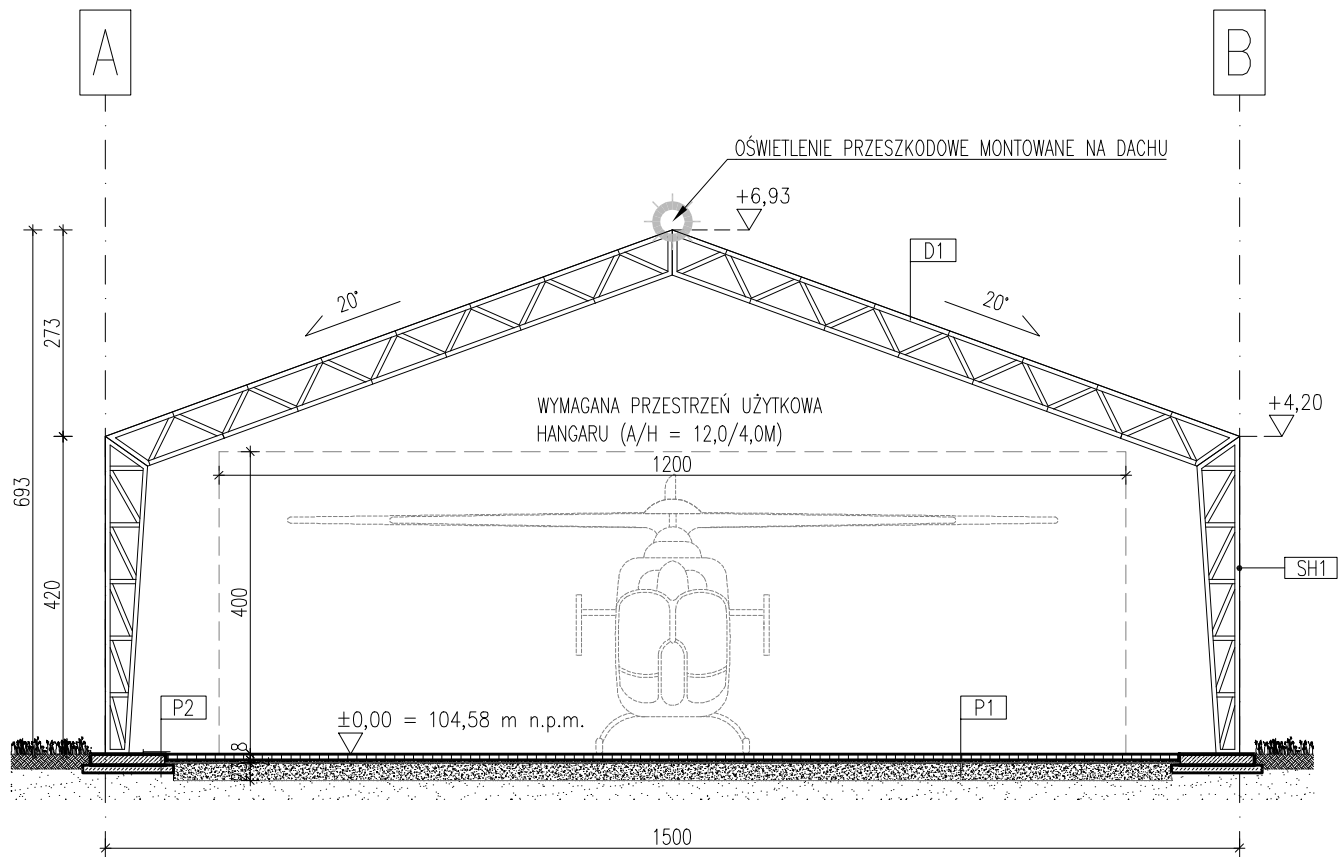 A
B
OŚWIETLENIE PRZESZKODOWE MONTOWANE NA DACHU
+6,93
D1
20°
20°
273
WYMAGANA PRZESTRZEŃ UŻYTKOWA
HANGARU (A/H = 12,0/4,0M)
+4,20
1200
693
420
400
SH1
P2
±0,00 = 104,58 m n.p.m.
P1
8
1500